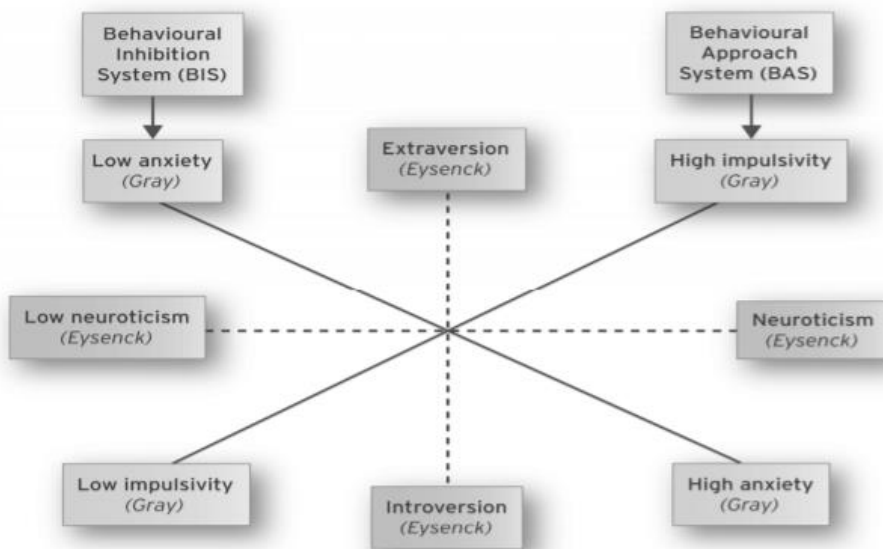 Behavioural
Inhibition
System (BIS)
Behavioural
Approach
System (BAS)
Low anxiety
(Gray)
Extraversion
(Eysenck)
High impulsivity
(Gray)
Low neuroticism
(Eysenck)
Neuroticism
(Eysenck)
Low impulsivity
(Gray)
Introversion
(Eysenck)
High anxiety
(Gray)